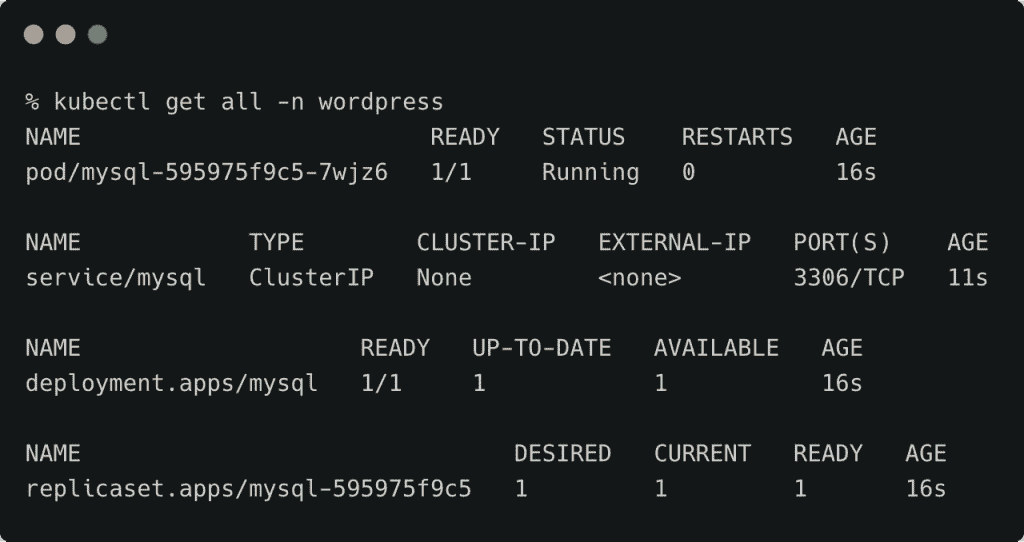 % kubectl get all -n wordpress
NAME                         READY   STATUS    RESTARTS   AGE
pod/mysql-595975f9c5-7wjz6   1/1     Running   0          16s

NAME            TYPE        CLUSTER-IP   EXTERNAL-IP   PORT(S)    AGE
service/mysql   ClusterIP   None         <none>        3306/TCP   11s

NAME                    READY   UP-TO-DATE   AVAILABLE   AGE
deployment.apps/mysql   1/1     1            1           16s

NAME                               DESIRED   CURRENT   READY   AGE
replicaset.apps/mysql-595975f9c5   1         1         1       16s